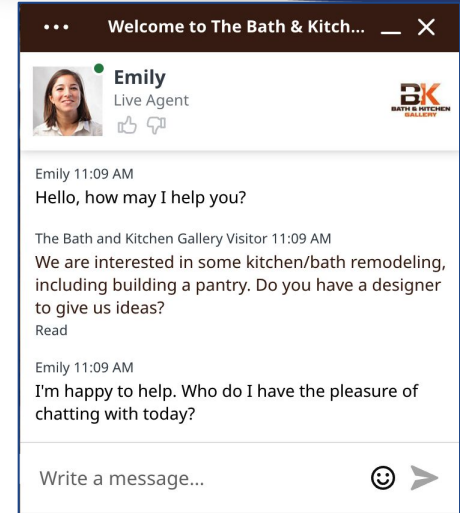 Welcome to The Bath & Kitch...
Emily
Live Agent
BK
BATH & KITCHEN
GALLERY
Emily 11:09 AM
Hello, how may I help you?
The Bath and Kitchen Gallery Visitor 11:09 AM
We are interested in some kitchen/bath remodeling,
including building a pantry. Do you have a designer
to give us ideas?
Read
Emily 11:09 AM
I'm happy to help. Who do I have the pleasure of
chatting with today?
Write a message...